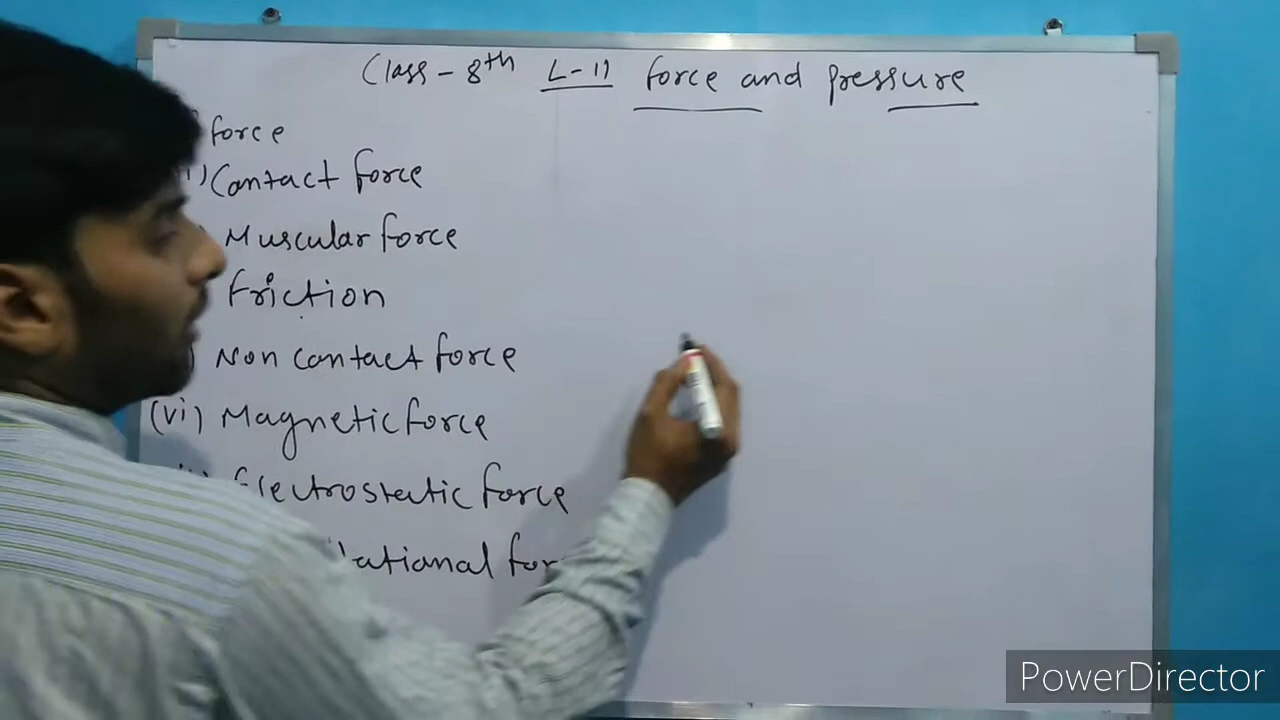 Class - 8th L-11 force and pressure
force
Contact force
Muscular force
Friction
Non contact force
(vi) Magnetic force
Electrostatic force
PowerDirector